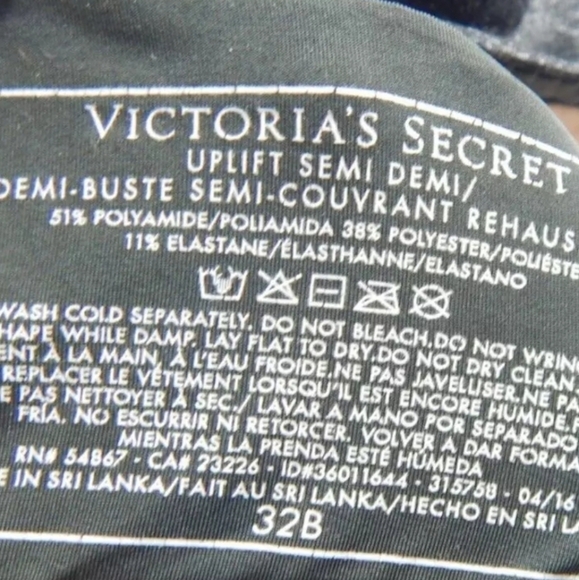 VICTORIA'S SECRET
UPLIFT SEMI DEMI/
DEMI-BUSTE SEMI-COUVRANT REHAUS
51% POLYAMIDE/POLIAMIDA 38% POLYESTER/POLIÉSTE
11% ELASTANE/ÉLASTHANNE/ELASTANO
WASH COLD SEPARATELY. DO NOT BLEACH.DO NOT WRING
HAPE WHILE DAMP. LAY FLAT TO DRY.DO NOT DRY CLEAN
ENT À LA MAIN, À L'EAU FROIDE.NE PAS JAVELLISER.NE PA
REPLACER LE VÊTEMENT LORSQU'IL EST ENCORE HUMIDE.
E PAS NETTOYER À SEC./ LAVAR A MANO POR SEPARADO
FRÍA. NO ESCURRIR NI RETORCER. VOLVER A DAR FORMA
MIENTRAS LA PRENDA ESTÉ HÚMEDA
RN# 54867 - CA# 23226 - ID#36011644 - 315758 - 04/16
E IN SRI LANKA/FAIT AU SRI LANKA/HECHO EN SRI LA
32B